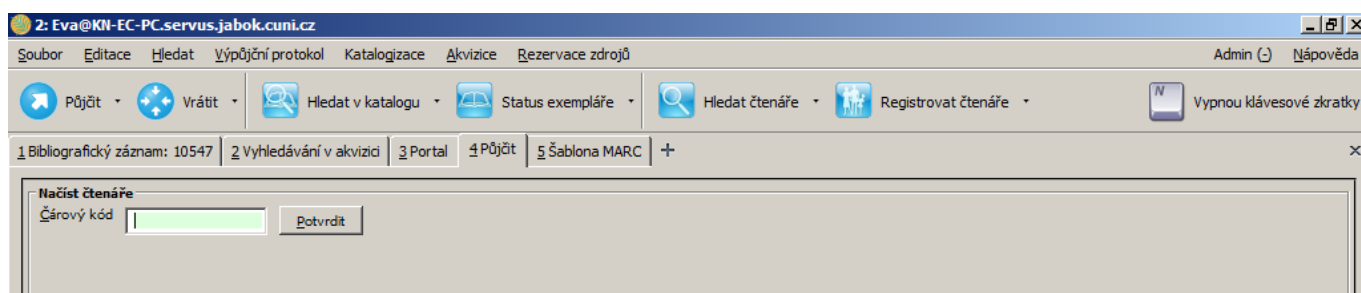 2: Eva@KN-EC-PC.servus.jabok.cuni.cz
Soubor Editace Hledat Výpůjční protokol Katalogizace Akvizice Rezervace zdrojů Admin (-) Nápověda
Půjčit Vrátit Hledat v katalogu Status exempláře Hledat čtenáře Registrovat čtenáře N Vypnou klávesové zkratky
1 Bibliografický záznam: 10547 2 Vyhledávání v akvizici 3 Portal 4 Půjčit 5 Šablona MARC
Načíst čtenáře
Čárový kód Potvrdit